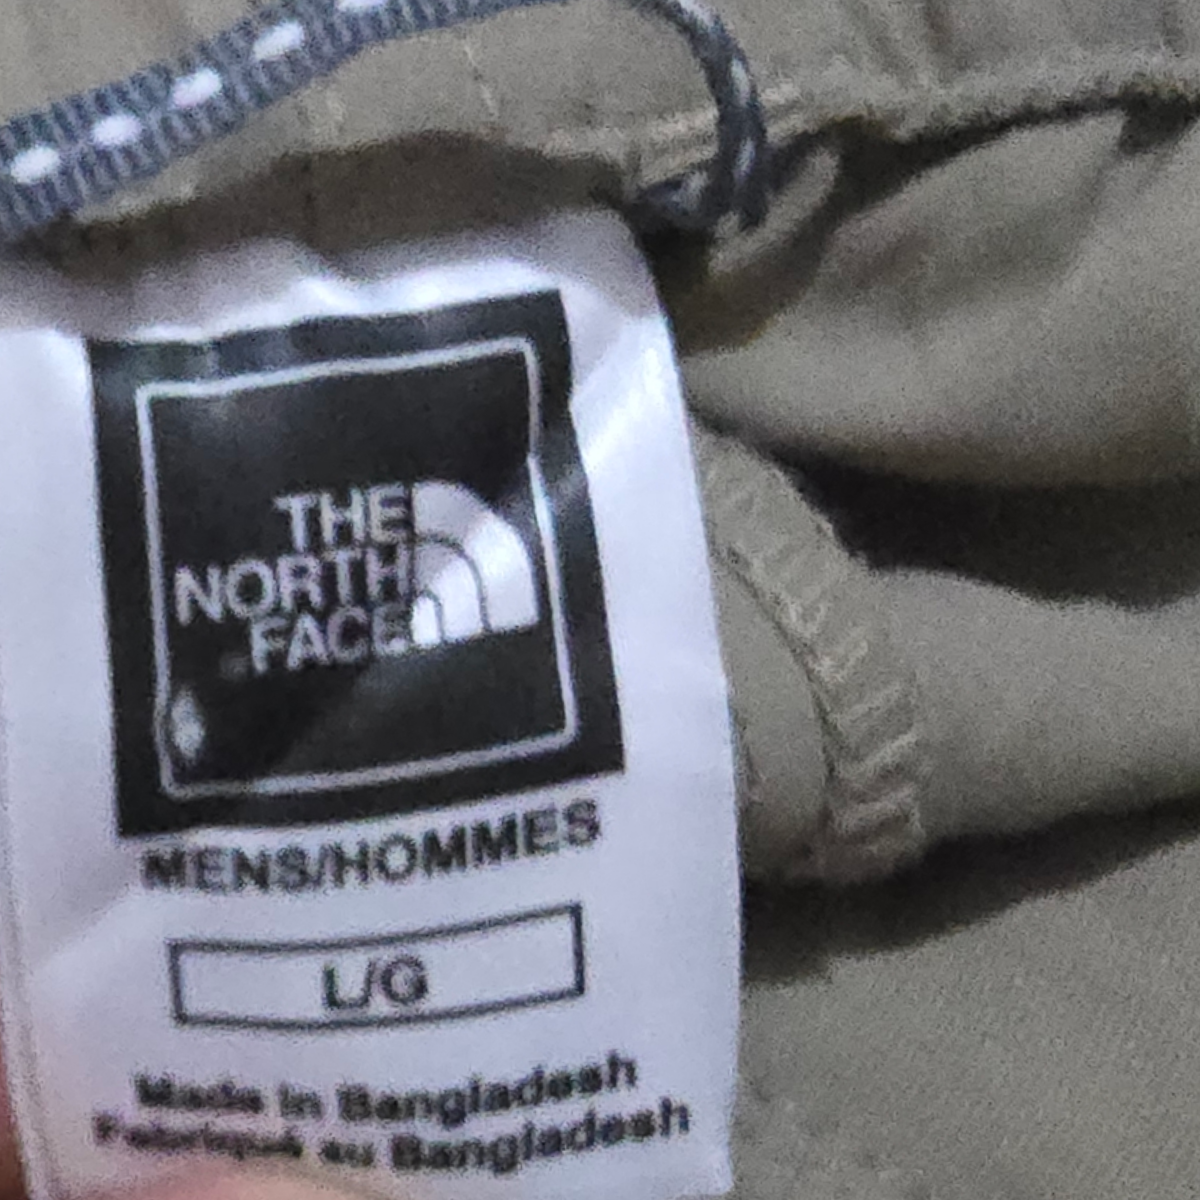 THE
NORTH
FACE
MENS/HOMMES
L/G
Made in Bangladesh
Fabriqué au Bangladesh